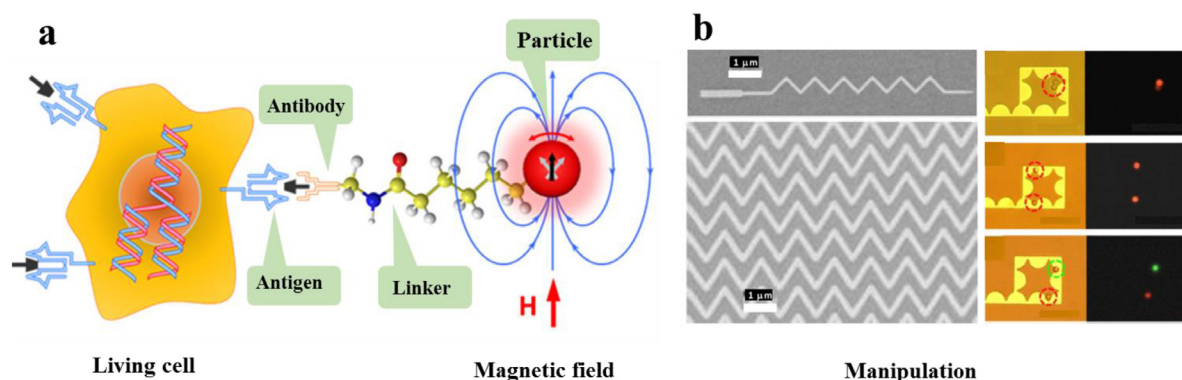 a
Particle
Antibody
Antigen
Linker
H
Living cell
Magnetic field
b
1 μm
1 μm
Manipulation